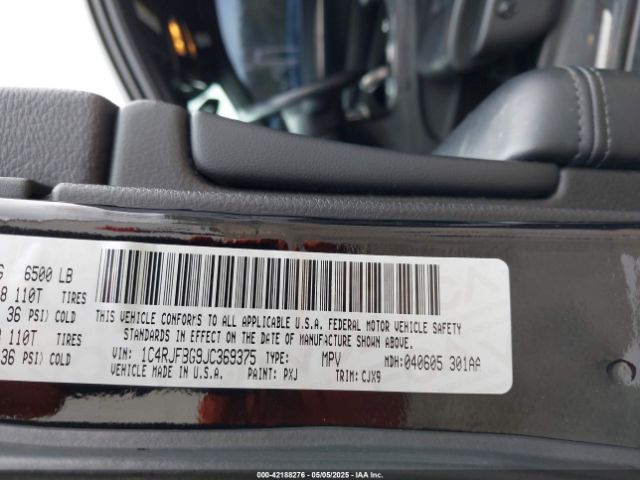 6500 LB
8 110T TIRES
36 PSI) COLD
110T TIRES
36 PSI) COLD
THIS VEHICLE CONFORMS TO ALL APPLICABLE U.S.A. FEDERAL MOTOR VEHICLE SAFETY
STANDARDS IN EFFECT ON THE DATE OF MANUFACTURE SHOWN ABOVE.
VIN: 1C4RJF3G9JC369375 TYPE: MPV MDH:040605 301AA
VEHICLE MADE IN U.S.A. PAINT: PXJ TRIM: CJX9
000-42188276 - 05/05/2025 - IAA Inc.